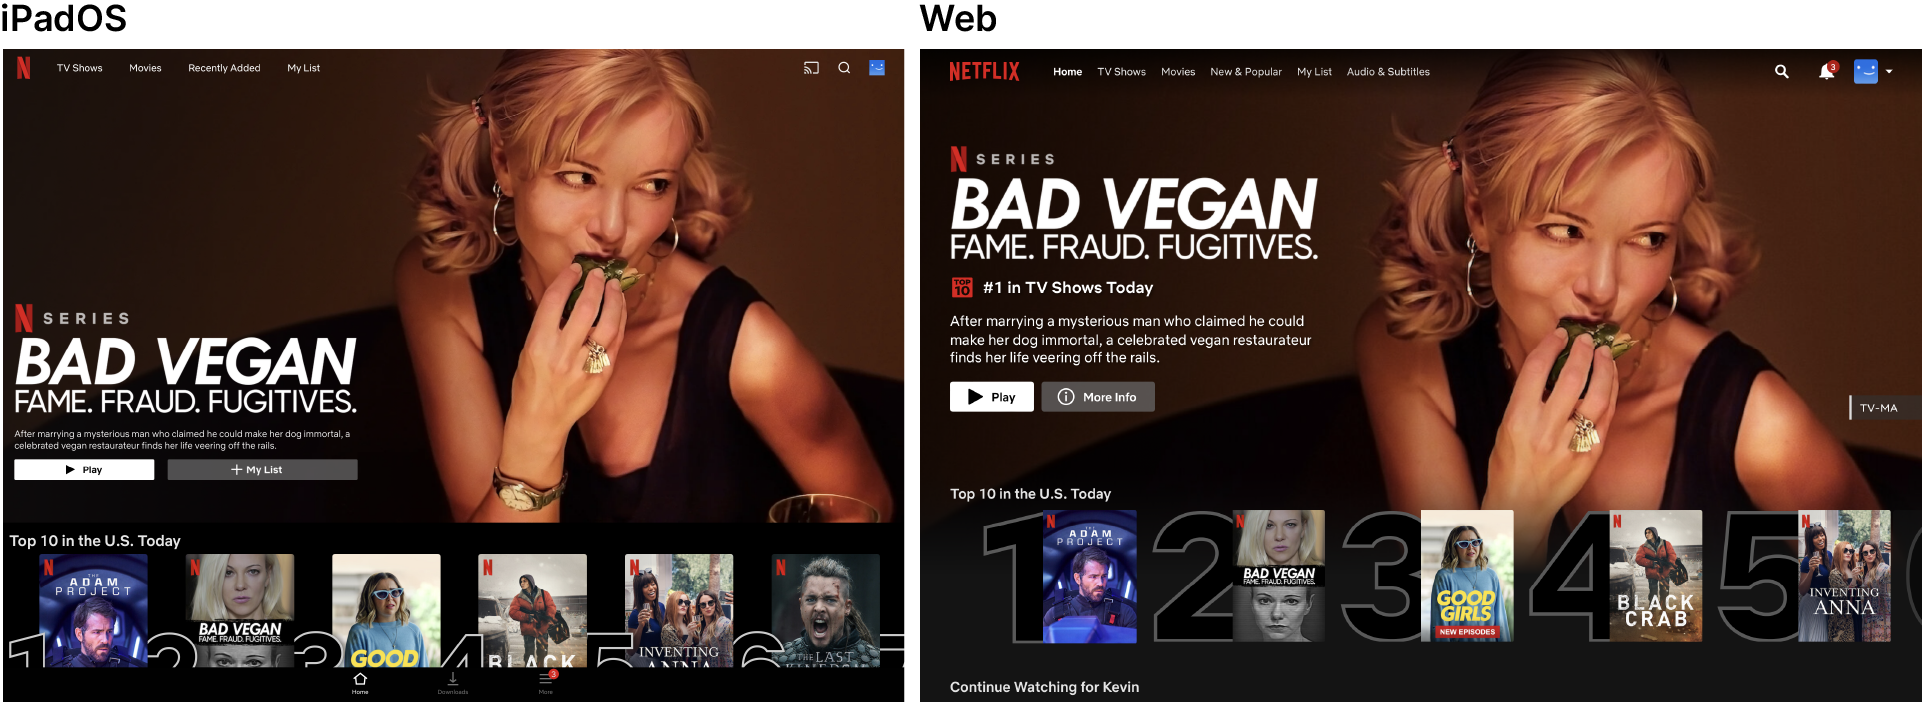 iPadOS
N TV Shows Movies Recently Added My List
N SERIES
BAD VEGAN
FAME. FRAUD. FUGITIVES.
After marrying a mysterious man who claimed he could make her dog immortal, a
celebrated vegan restaurateur finds her life veering off the rails.
Play + My List
Top 10 in the U.S. Today
1
N
THE
ADAM
PROJECT
2
N
BAD VEGAN
FAME. FRAUD. FUGITIVES.
3
GOOD
4
N
BLACK
5
N
INVENTING
ANNA
6
N
THE LAST
KINGDOM
3
Home Downloads More
Web
NETFLIX Home TV Shows Movies New & Popular My List Audio & Subtitles 3
N SERIES
BAD VEGAN
FAME. FRAUD. FUGITIVES.
TOP
10 #1 in TV Shows Today
After marrying a mysterious man who claimed he could
make her dog immortal, a celebrated vegan restaurateur
finds her life veering off the rails.
Play More Info
TV-MA
Top 10 in the U.S. Today
1
N
THE
ADAM
PROJECT
2
N
BAD VEGAN
FAME. FRAUD. FUGITIVES.
3
GOOD
GIRLS
NEW EPISODES
4
N
BLACK
CRAB
5
N
INVENTING
ANNA
Continue Watching for Kevin